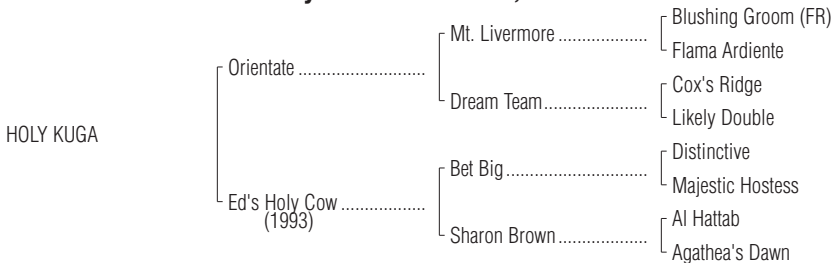 Blushing Groom (FR)
Mt. Livermore ....................
Flama Ardiente
Orientate ............................
Cox's Ridge
Dream Team.......................
Likely Double
HOLY KUGA
Distinctive
Bet Big...............................
Majestic Hostess
Ed's Holy Cow ...................
(1993)
Al Hattab
Sharon Brown....................
Agathea's Dawn